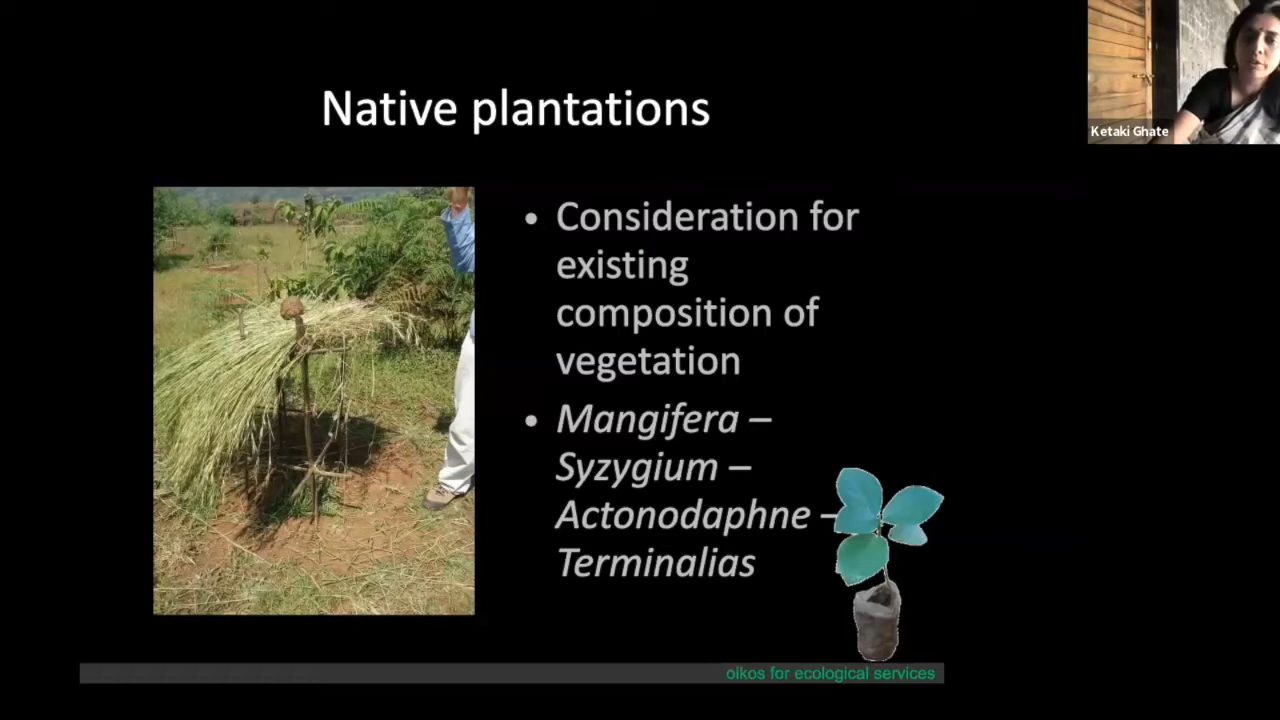 Native plantations
Ketaki Ghate
• Consideration for
existing
composition of
vegetation
• Mangifera –
Syzygium –
Actonodaphne –
Terminalias
oikos for ecological services